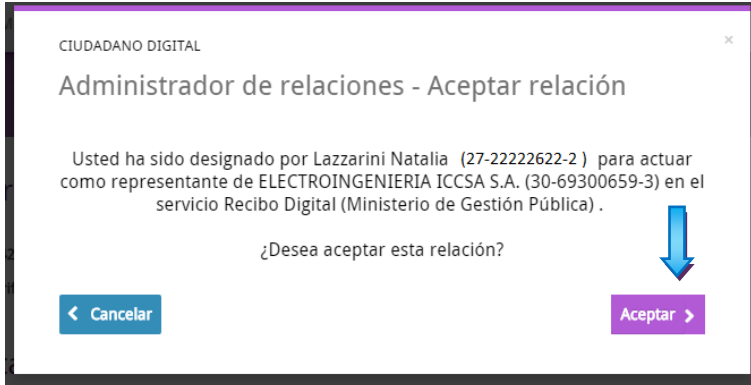 CIUDADANO DIGITAL
×
Administrador de relaciones - Aceptar relación
Usted ha sido designado por Lazzarini Natalia (27-22222622-2 ) para actuar
como representante de ELECTROINGENIERIA ICCSA S.A. (30-69300659-3) en el
servicio Recibo Digital (Ministerio de Gestión Pública) .
¿Desea aceptar esta relación?
Cancelar
Aceptar